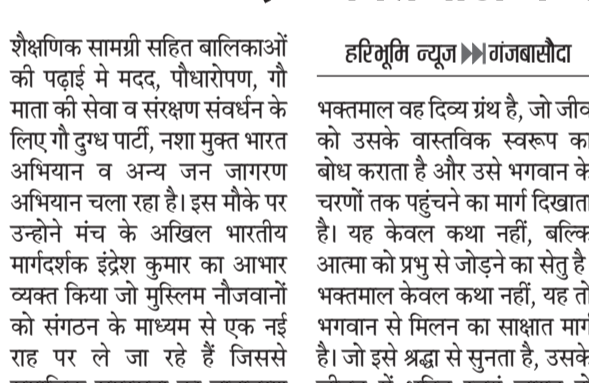 शैक्षणिक सामग्री सहित बालिकाओं
की पढ़ाई मे मदद, पौधारोपण, गौ
माता की सेवा व संरक्षण संवर्धन के
लिए गौ दुग्ध पार्टी, नशा मुक्त भारत
अभियान व अन्य जन जागरण
अभियान चला रहा है। इस मौके पर
उन्होने मंच के अखिल भारतीय
मार्गदर्शक इंद्रेश कुमार का आभार
व्यक्त किया जो मुस्लिम नौजवानों
को संगठन के माध्यम से एक नई
राह पर ले जा रहे हैं जिससे
हरिभूमि न्यूज ▶▶ गंजबासौदा
भक्तमाल वह दिव्य ग्रंथ है, जो जीव
को उसके वास्तविक स्वरूप का
बोध कराता है और उसे भगवान के
चरणों तक पहुंचने का मार्ग दिखाता
है। यह केवल कथा नहीं, बल्कि
आत्मा को प्रभु से जोड़ने का सेतु है
भक्तमाल केवल कथा नहीं, यह तो
भगवान से मिलन का साक्षात मार्ग
है। जो इसे श्रद्धा से सुनता है, उसके